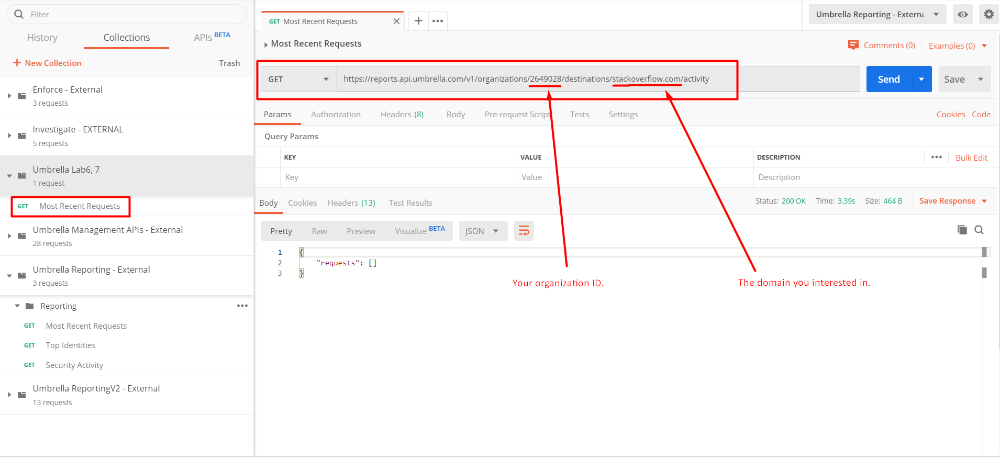 Filter
History Collections APIs BETA
+ New Collection Trash
Enforce - External
3 requests
Investigate - EXTERNAL
5 requests
Umbrella Lab6, 7
1 request
GET Most Recent Requests
Umbrella Management APIs - External
28 requests
Umbrella Reporting - External
3 requests
Reporting
GET Most Recent Requests
GET Top Identities
GET Security Activity
Umbrella ReportingV2 - External
13 requests
GET Most Recent Requests
Umbrella Reporting - Externa
Most Recent Requests
Comments (0) Examples (0)
GET https://reports.api.umbrella.com/v1/organizations/2649028/destinations/stackoverflow.com/activity Send Save
Params Authorization Headers (8) Body Pre-request Script Tests Settings Cookies Code
Query Params
KEY VALUE DESCRIPTION Bulk Edit
Key Value Description
Body Cookies Headers (13) Test Results Status: 200 OK Time: 3.39s Size: 464 B Save Response
Pretty Raw Preview Visualize BETA JSON
1 {
2 "requests": []
3 }
Your organization ID.
The domain you interested in.